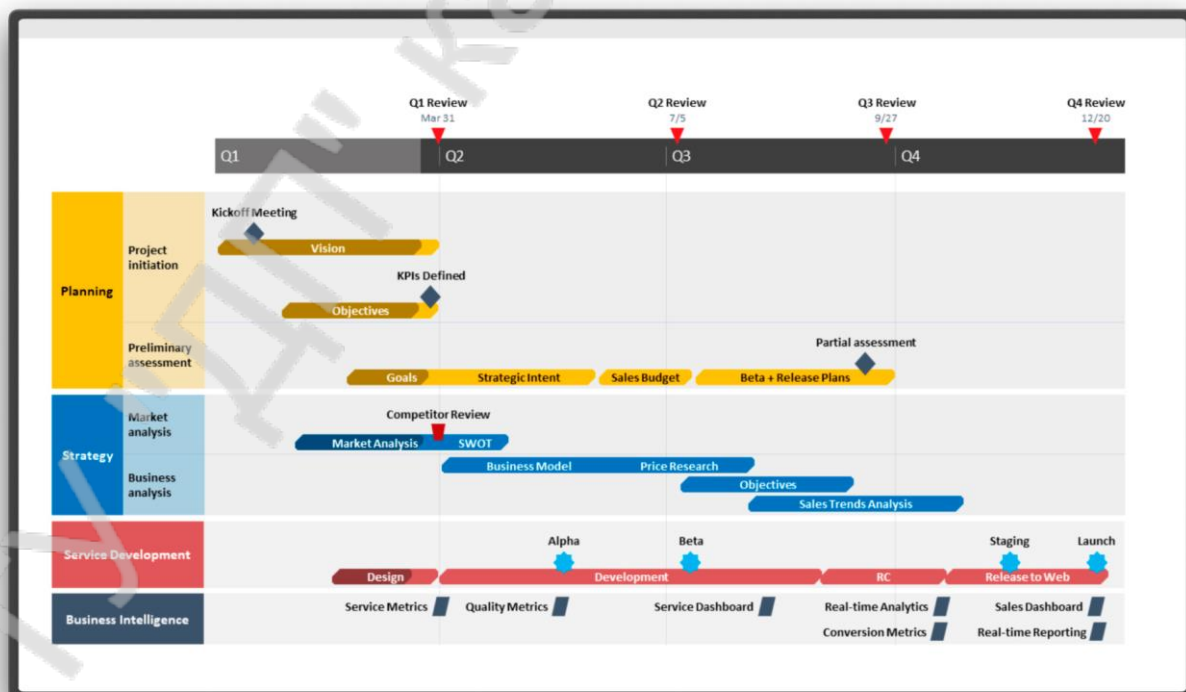 Q1 Review
Mar 31
Q2 Review
7/5
Q3 Review
9/27
Q4 Review
12/20
Q1
Q2
Q3
Q4
Planning
Project
initiation
Kickoff Meeting
Vision
KPIs Defined
Objectives
Preliminary
assessment
Partial assessment
Goals
Strategic Intent
Sales Budget
Beta + Release Plans
Strategy
Market
analysis
Competitor Review
Market Analysis
SWOT
Business
analysis
Business Model
Price Research
Objectives
Sales Trends Analysis
Service Development
Alpha
Beta
Staging
Launch
Design
Development
RC
Release to Web
Business Intelligence
Service Metrics
Quality Metrics
Service Dashboard
Real-time Analytics
Sales Dashboard
Conversion Metrics
Real-time Reporting